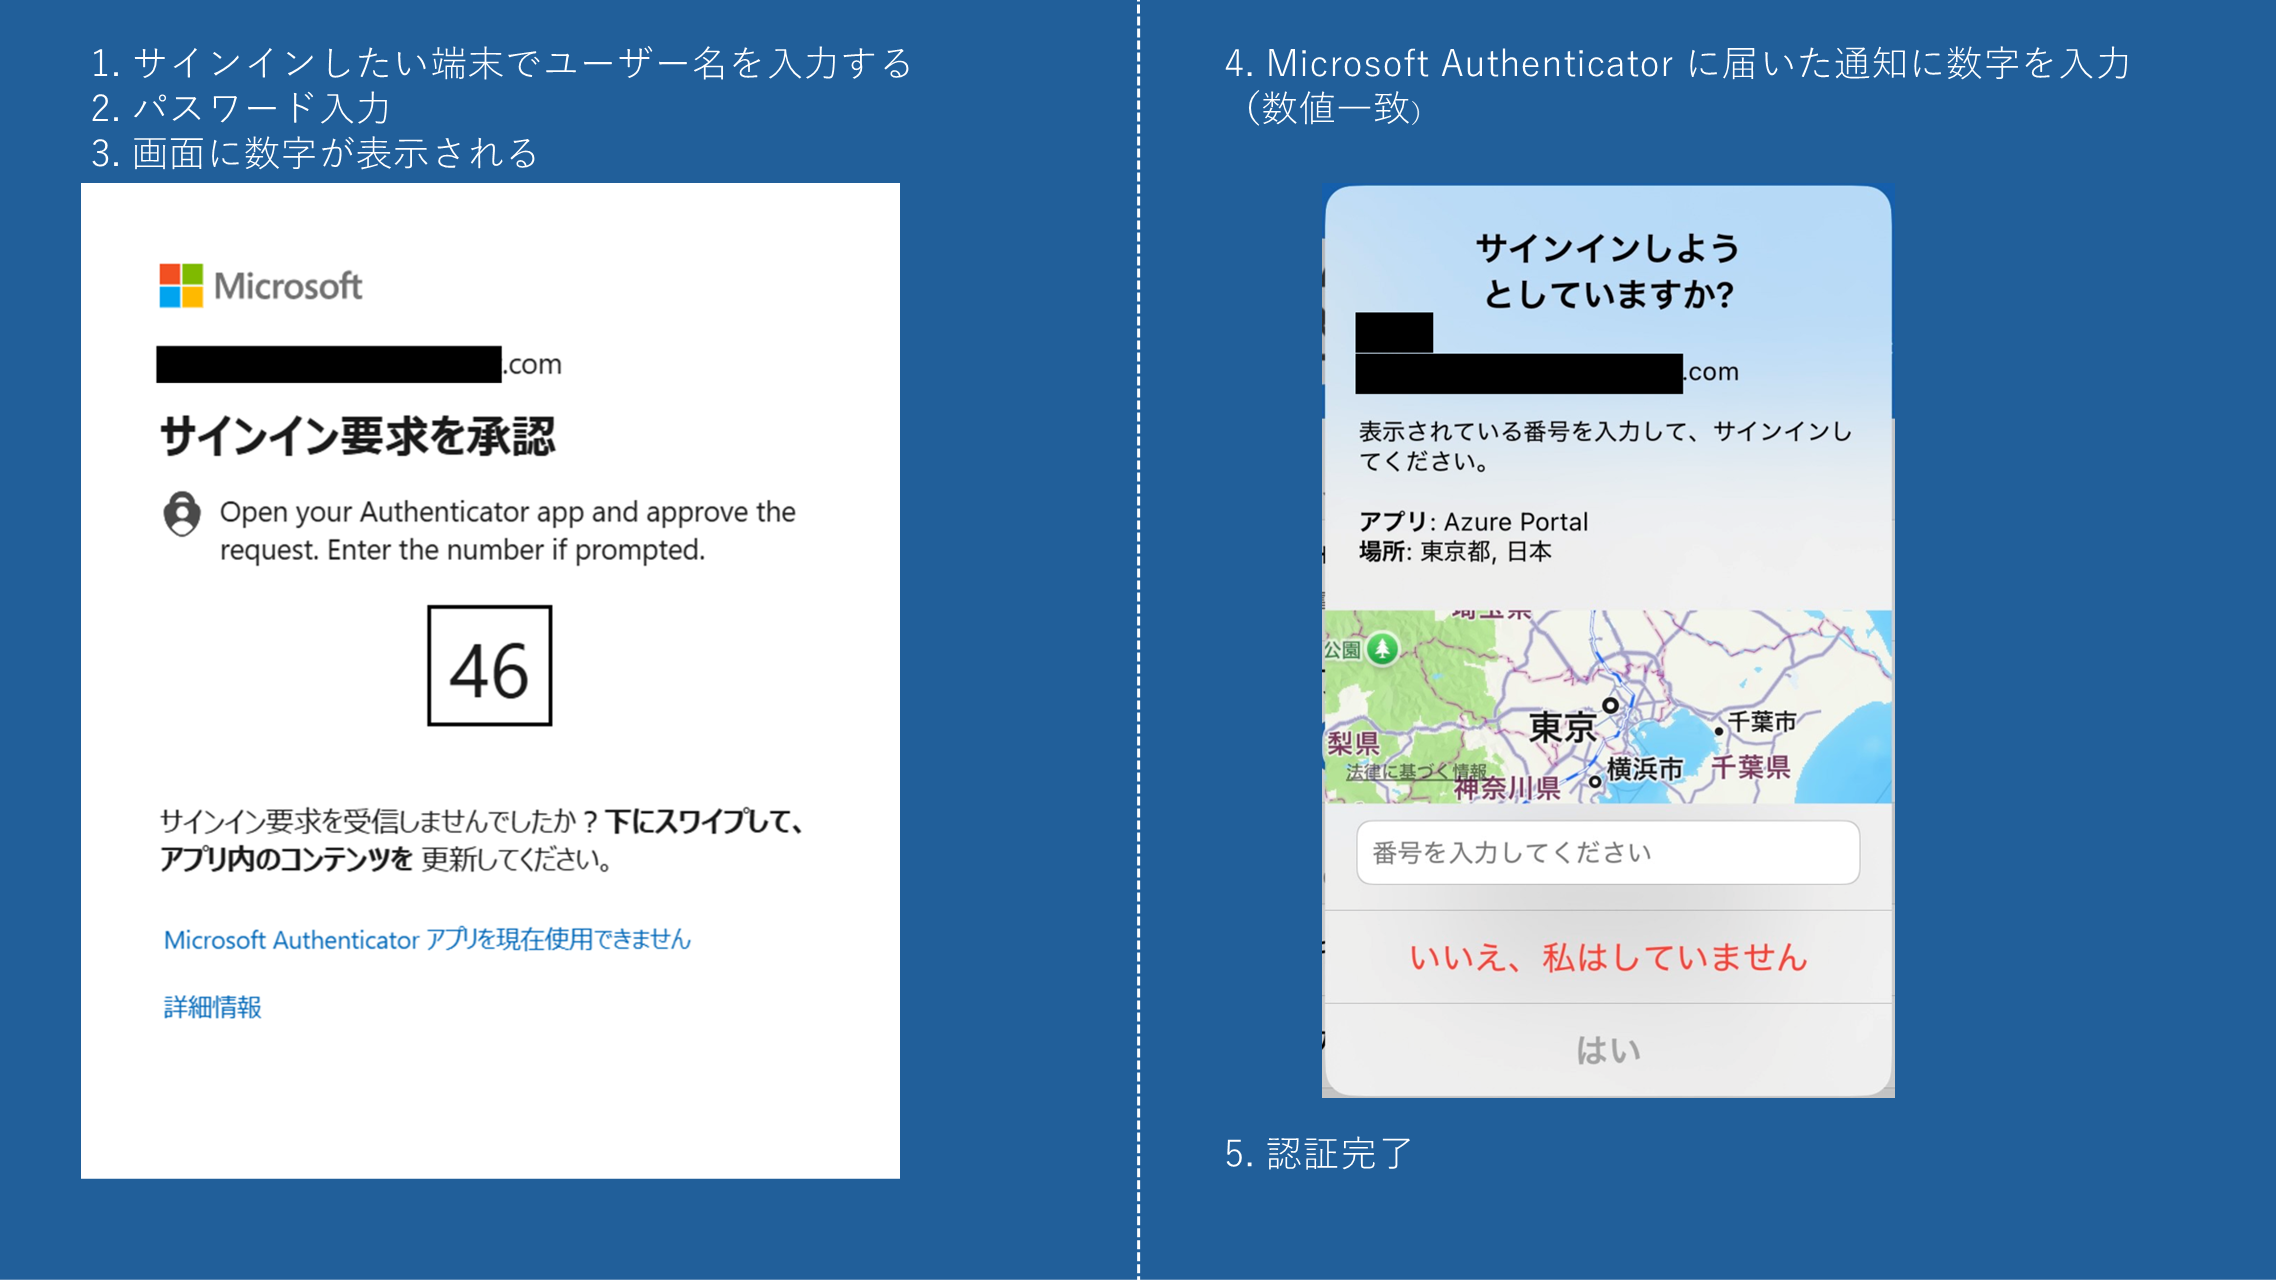 1. サインインしたい端末でユーザー名を入力する
2. パスワード入力
3. 画面に数字が表示される
Microsoft
.com
サインイン要求を承認
Open your Authenticator app and approve the
request. Enter the number if prompted.
46
サインイン要求を受信しませんでしたか？下にスワイプして、
アプリ内のコンテンツを 更新してください。
Microsoft Authenticator アプリを現在使用できません
詳細情報
4. Microsoft Authenticator に届いた通知に数字を入力
（数値一致）
サインインしよう
としていますか?
.com
表示されている番号を入力して、サインインし
てください。
アプリ: Azure Portal
場所: 東京都, 日本
埼玉県
公園
東京
千葉市
梨県
横浜市
千葉県
法律に基づく情報
神奈川県
番号を入力してください
いいえ、私はしていません
はい
5. 認証完了